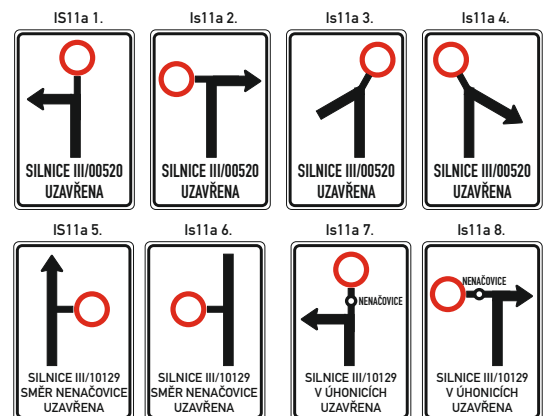 IS11a 1.
Is11a 2.
Is11a 3.
Is11a 4.
SILNICE III/00520
UZAVŘENA
SILNICE III/00520
UZAVŘENA
SILNICE III/00520
UZAVŘENA
SILNICE III/00520
UZAVŘENA
IS11a 5.
Is11a 6.
Is11a 7.
Is11a 8.
SILNICE III/10129
SMĚR NENAČOVICE
UZAVŘENA
SILNICE III/10129
SMĚR NENAČOVICE
UZAVŘENA
NENAČOVICE
SILNICE III/10129
V ÚHONICÍCH
UZAVŘENA
NENAČOVICE
SILNICE III/10129
V ÚHONICÍCH
UZAVŘENA